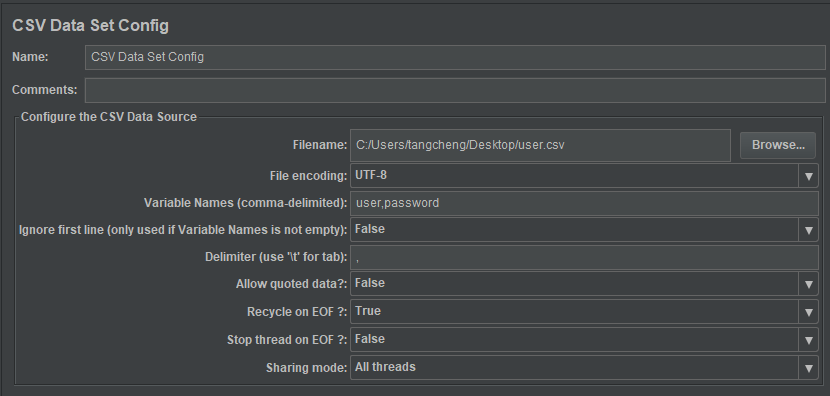 CSV Data Set Config
Name: CSV Data Set Config
Comments:
Configure the CSV Data Source
Filename: C:/Users/tangcheng/Desktop/user.csv Browse...
File encoding: UTF-8
Variable Names (comma-delimited): user,password
Ignore first line (only used if Variable Names is not empty): False
Delimiter (use '\t' for tab): ,
Allow quoted data?: False
Recycle on EOF ?: True
Stop thread on EOF ?: False
Sharing mode: All threads